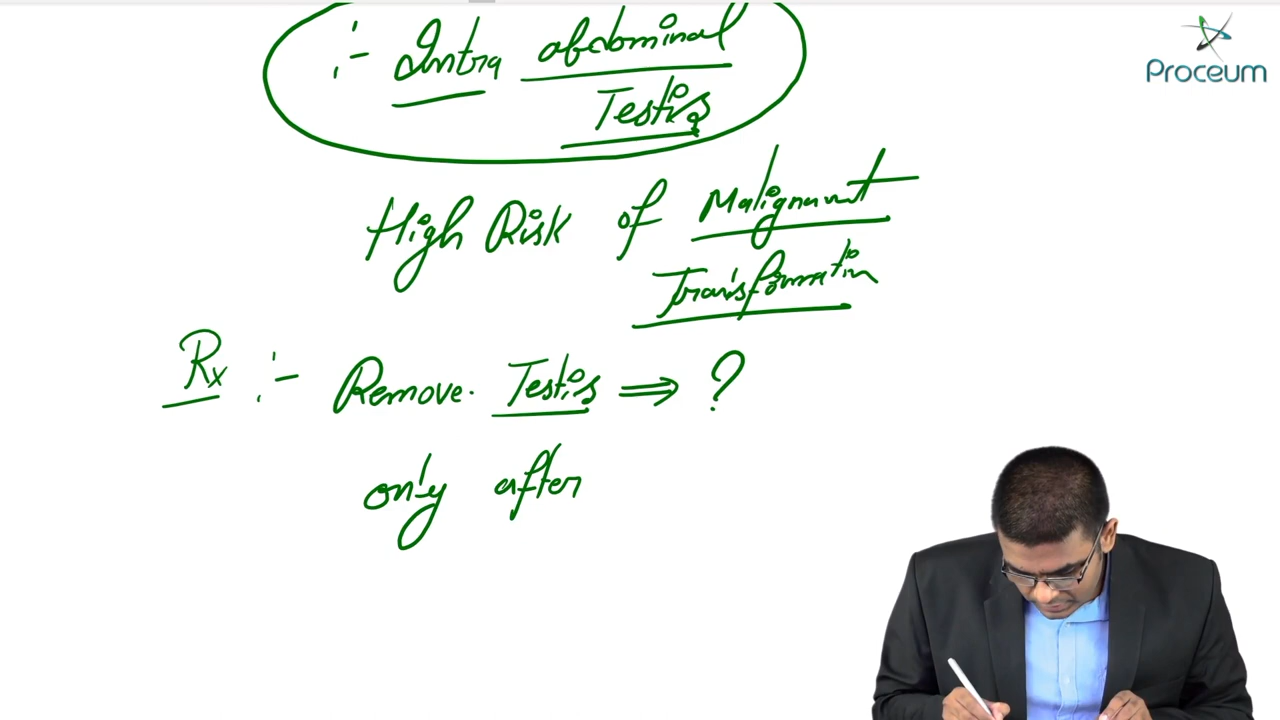 :- Intra abdominal
Testis
Proceum
High Risk of Malignant
Transformation
Rx :- Remove. Testis ⇒ ?
only after